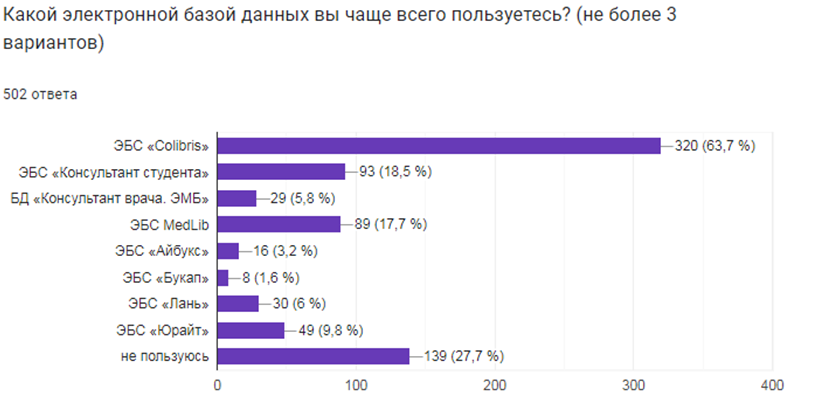 Какой электронной базой данных вы чаще всего пользуетесь? (не более 3
вариантов)
502 ответа
ЭБС «Colibris» 320 (63,7 %)
ЭБС «Консультант студента» 93 (18,5 %)
БД «Консультант врача. ЭМБ» 29 (5,8 %)
ЭБС MedLib 89 (17,7 %)
ЭБС «Айбукс» 16 (3,2 %)
ЭБС «Букап» 8 (1,6 %)
ЭБС «Лань» 30 (6 %)
ЭБС «Юрайт» 49 (9,8 %)
не пользуюсь 139 (27,7 %)
0 100 200 300 400